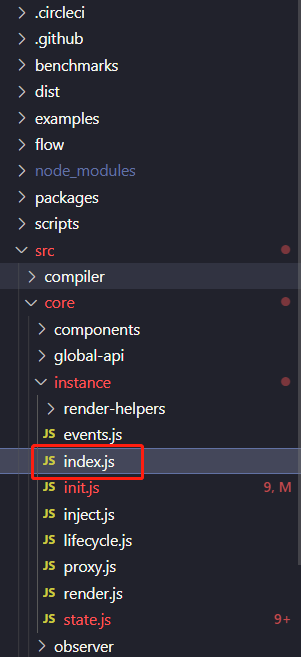 .circleci
.github
benchmarks
dist
examples
flow
node_modules
packages
scripts
src
compiler
core
components
global-api
instance
render-helpers
JS events.js
JS index.js
JS init.js 9, M
JS inject.js
JS lifecycle.js
JS proxy.js
JS render.js
JS state.js 9+
observer